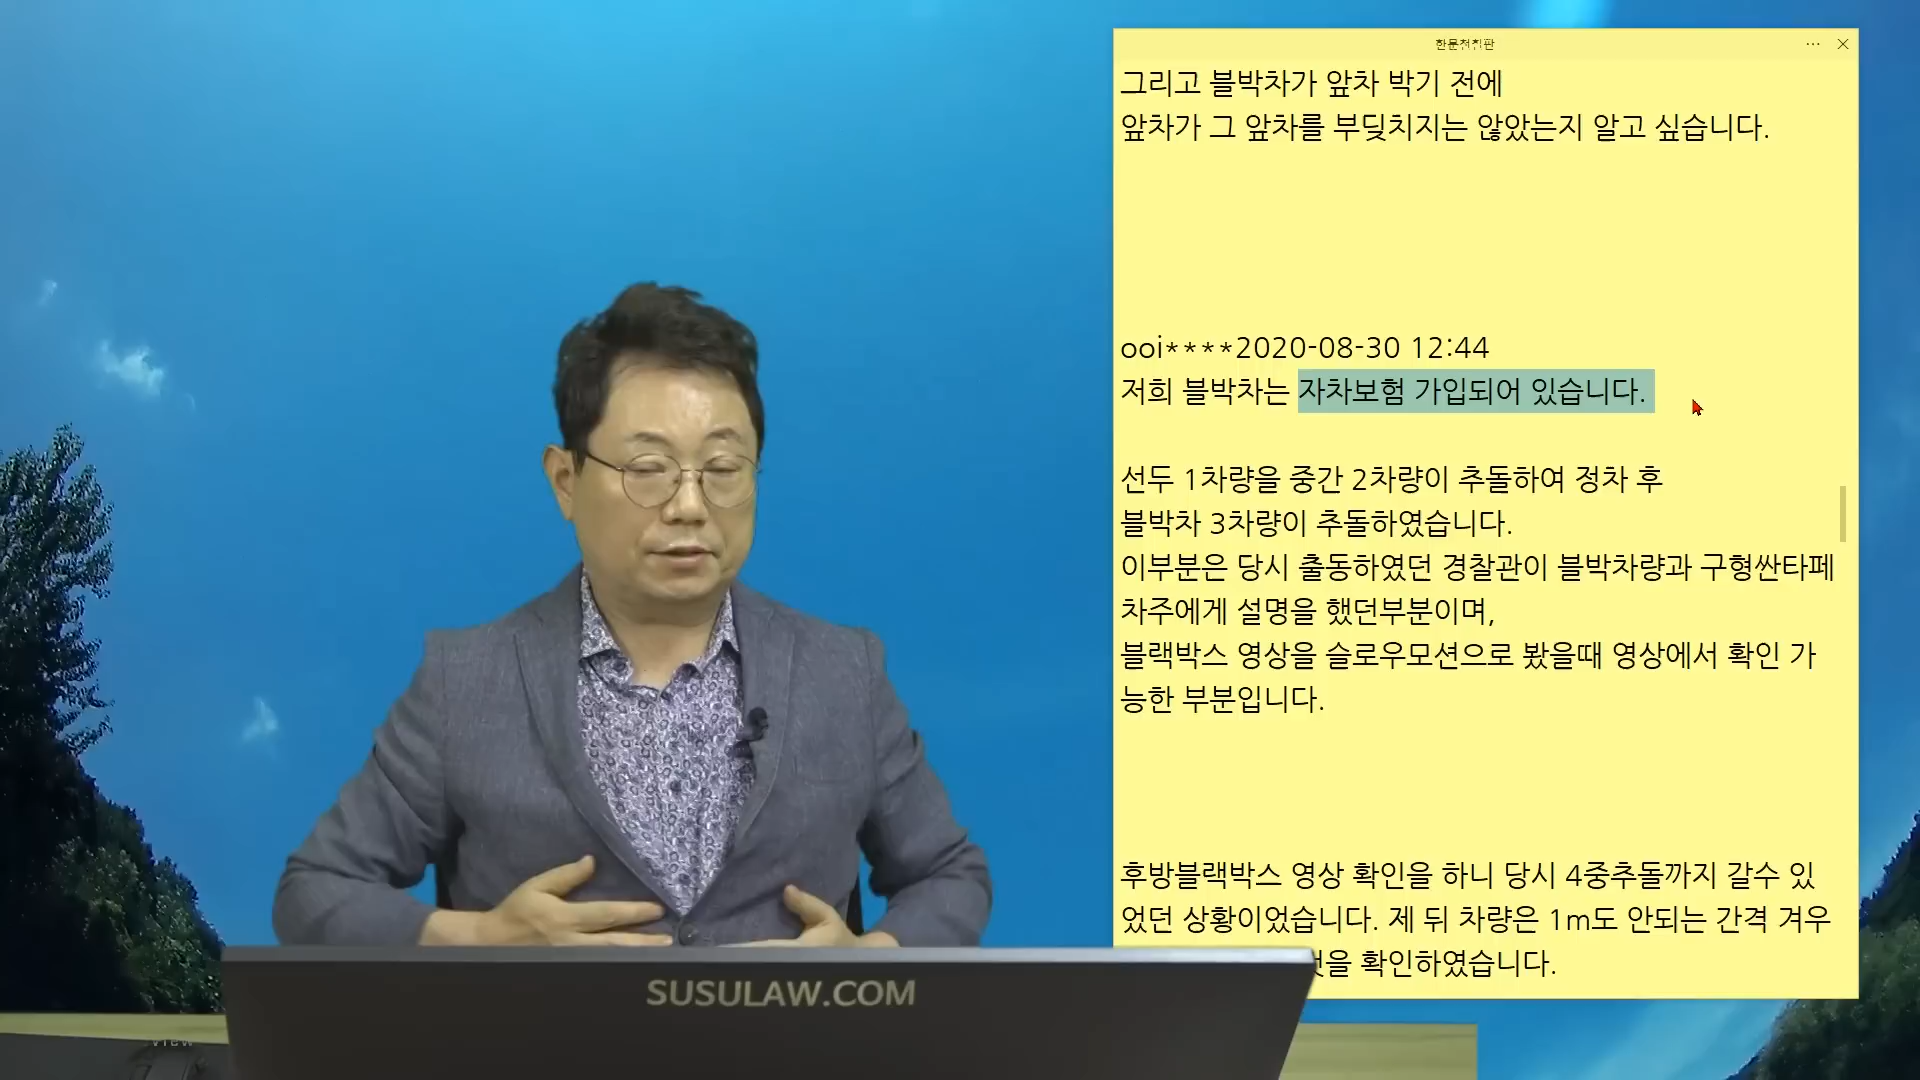 한문철칠판
그리고 블박차가 앞차 박기 전에
앞차가 그 앞차를 부딪치지는 않았는지 알고 싶습니다.
ooi****2020-08-30 12:44
저희 블박차는 자차보험 가입되어 있습니다.
선두 1차량을 중간 2차량이 추돌하여 정차 후
블박차 3차량이 추돌하였습니다.
이부분은 당시 출동하였던 경찰관이 블박차량과 구형싼타페
차주에게 설명을 했던부분이며,
블랙박스 영상을 슬로우모션으로 봤을때 영상에서 확인 가
능한 부분입니다.
후방블랙박스 영상 확인을 하니 당시 4중추돌까지 갈수 있
었던 상황이었습니다. 제 뒤 차량은 1m도 안되는 간격 겨우
확인하였습니다.
SUSULAW.COM
view